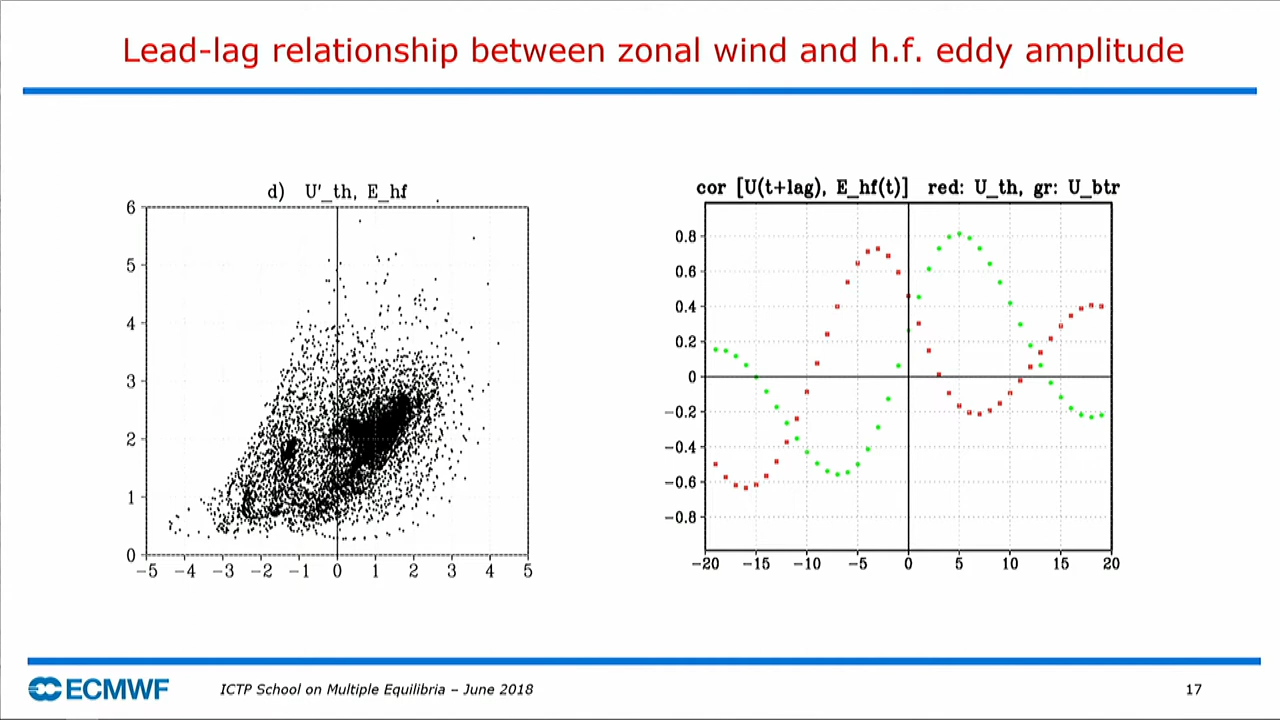 Lead-lag relationship between zonal wind and h.f. eddy amplitude
d) U'_th, E_hf
6
5
4
3
2
1
0
−5 −4 −3 −2 −1 0 1 2 3 4 5
cor [U(t+lag), E_hf(t)] red: U_th, gr: U_btr
0.8
0.6
0.4
0.2
0
−0.2
−0.4
−0.6
−0.8
−20 −15 −10 −5 0 5 10 15 20
ECMWF
ICTP School on Multiple Equilibria – June 2018
17